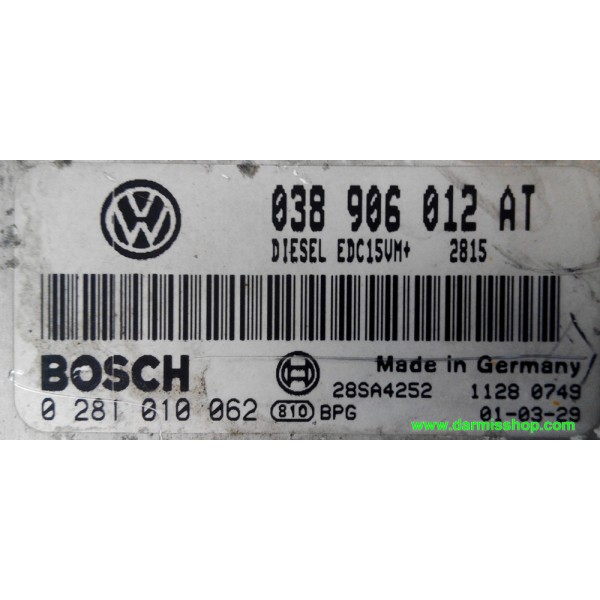 038 906 012 AT
DIESEL EDC15VM+ 2815
BOSCH Made in Germany
28SA4252 1128 0749
0 281 010 062 810 BPG 01-03-29
www.darmisshop.com